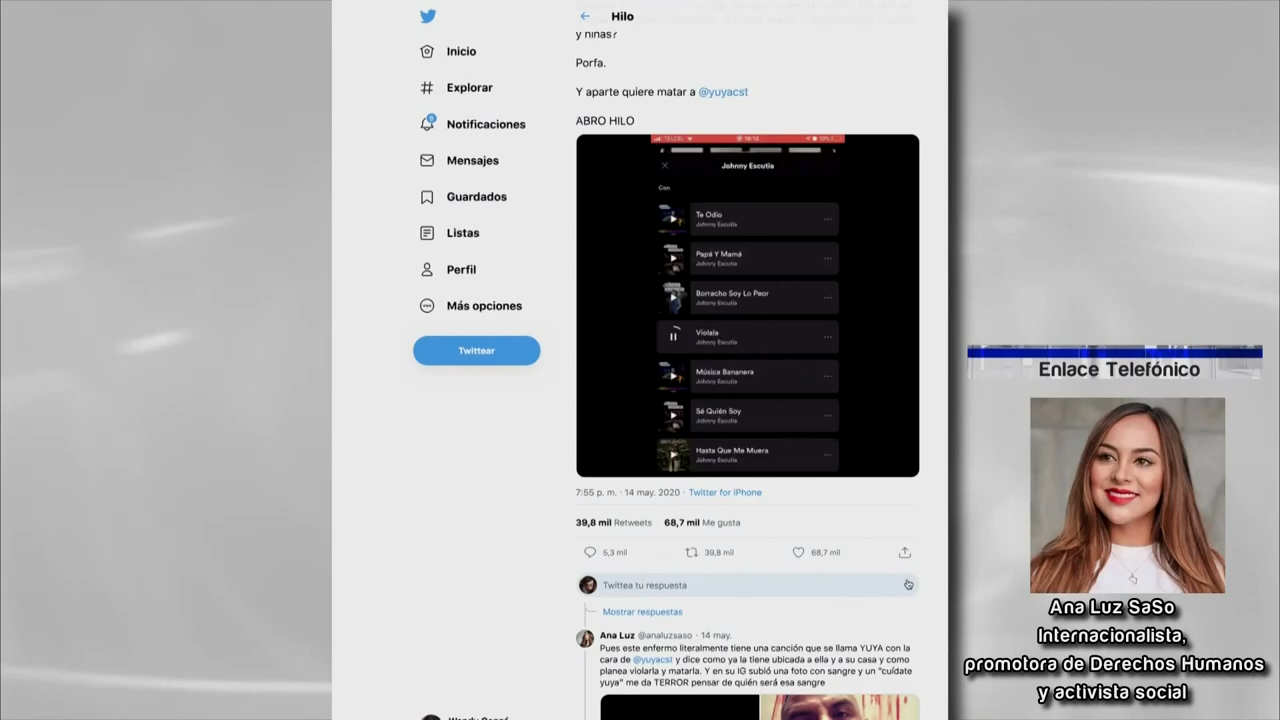 Hilo
y niñas?
Porfa.
Y aparte quiere matar a @yuyacst
ABRO HILO
Inicio
Explorar
6
Notificaciones
Mensajes
Guardados
Listas
Perfil
Más opciones
Twittear
TELCEL
10%
Johnny Escutia
Con
Te Odio
Johnny Escutia
Papá Y Mamá
Johnny Escutia
Borracho Soy Lo Peor
Johnny Escutia
Violala
Johnny Escutia
Música Bananera
Johnny Escutia
Sé Quién Soy
Johnny Escutia
Hasta Que Me Muera
Johnny Escutia
7:55 p. m. · 14 may. 2020 · Twitter for iPhone
39,8 mil Retweets 68,7 mil Me gusta
5,3 mil 39,8 mil 68,7 mil
Twittea tu respuesta
Mostrar respuestas
Ana Luz @analuzsaso · 14 may.
Pues este enfermo literalmente tiene una canción que se llama YUYA con la
cara de @yuyacst y dice como ya la tiene ubicada a ella y a su casa y como
planea violarla y matarla. Y en su IG subió una foto con sangre y un "cuídate
yuya" me da TERROR pensar de quién será esa sangre
Enlace Telefónico
Ana Luz SaSo
Internacionalista,
promotora de Derechos Humanos
y activista social